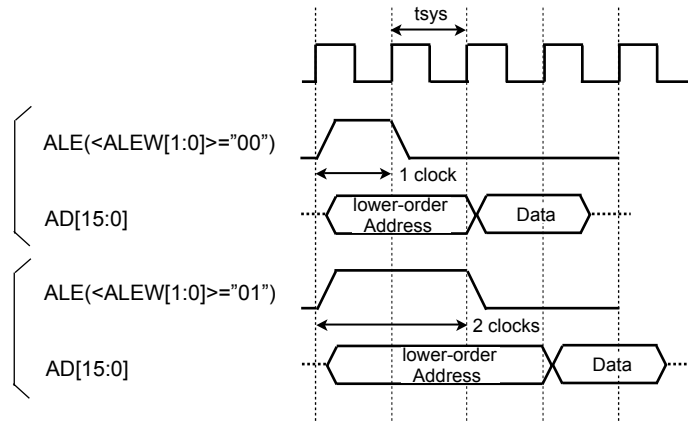 tsys
ALE(<ALEW[1:0]>=”00”)
1 clock
AD[15:0]
lower-order
Address
Data
ALE(<ALEW[1:0]>=”01”)
2 clocks
AD[15:0]
lower-order
Address
Data